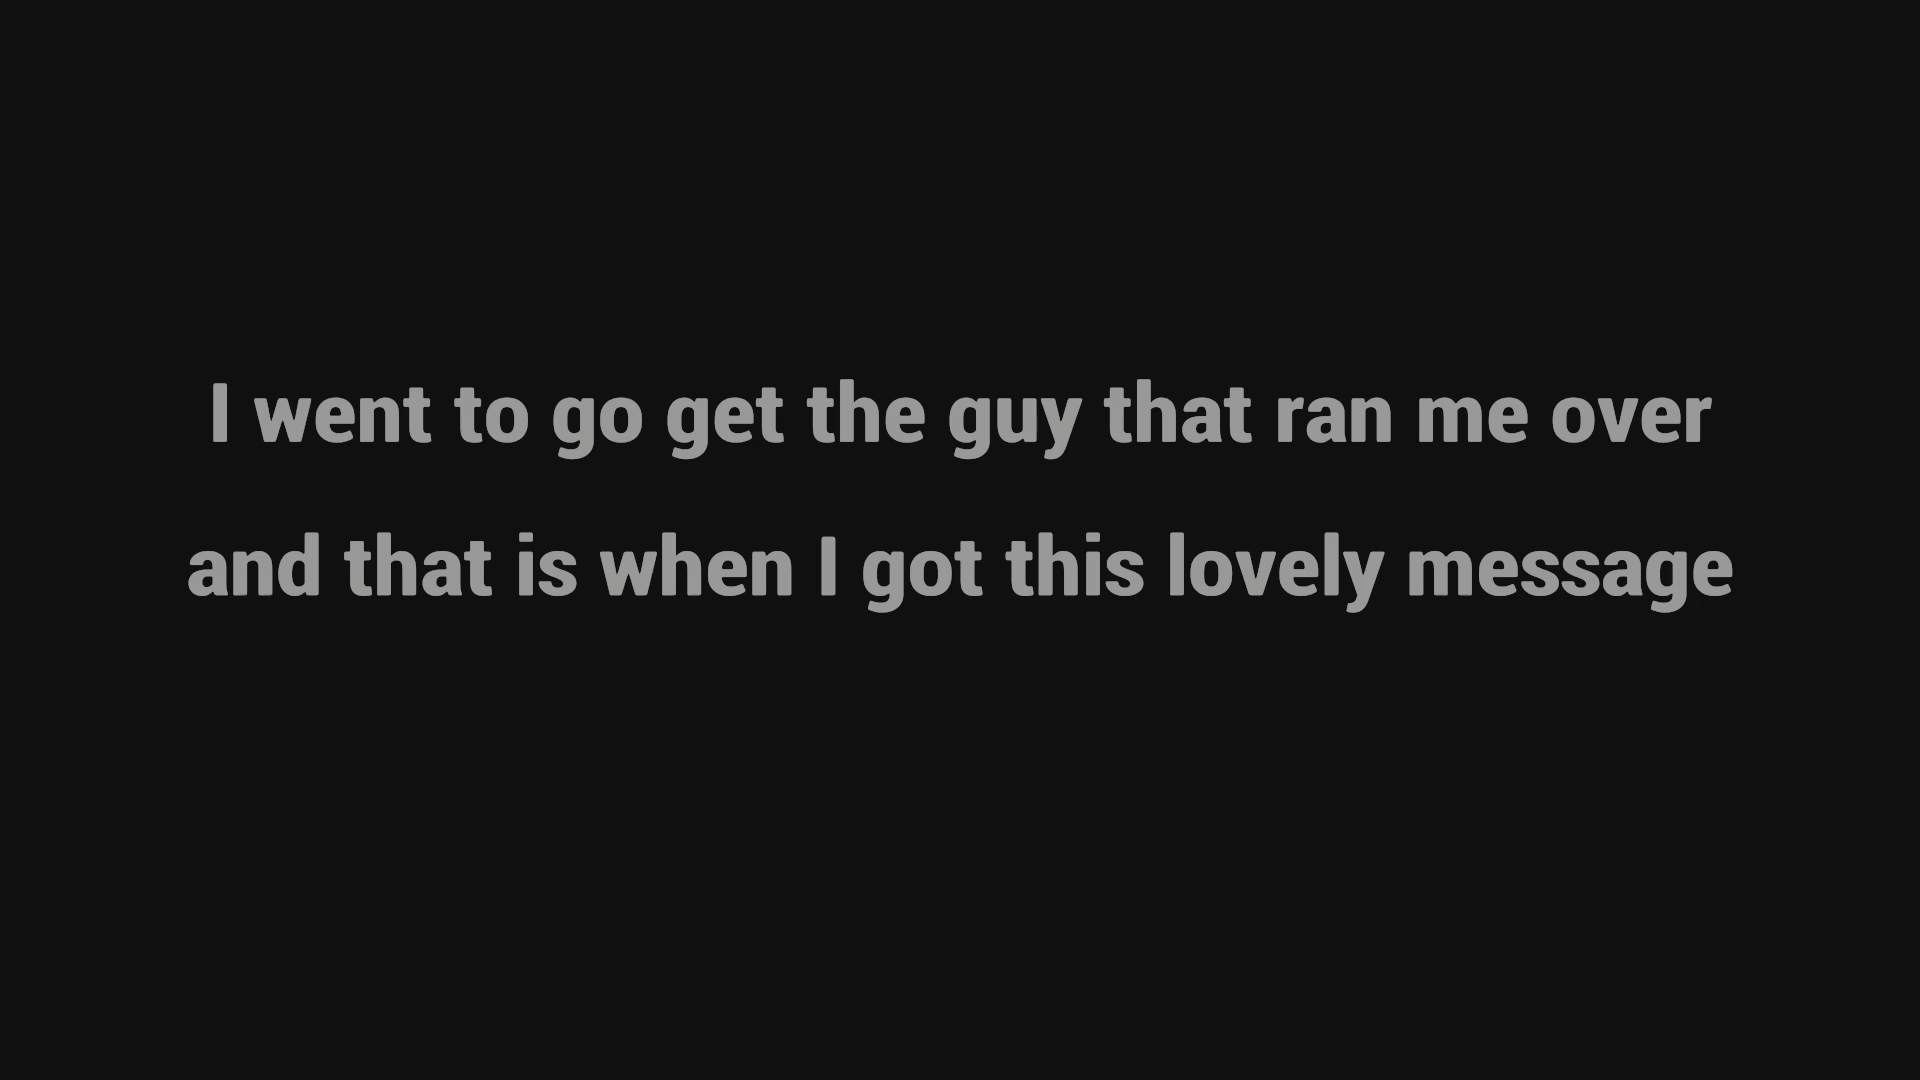 I went to go get the guy that ran me over
and that is when I got this lovely message